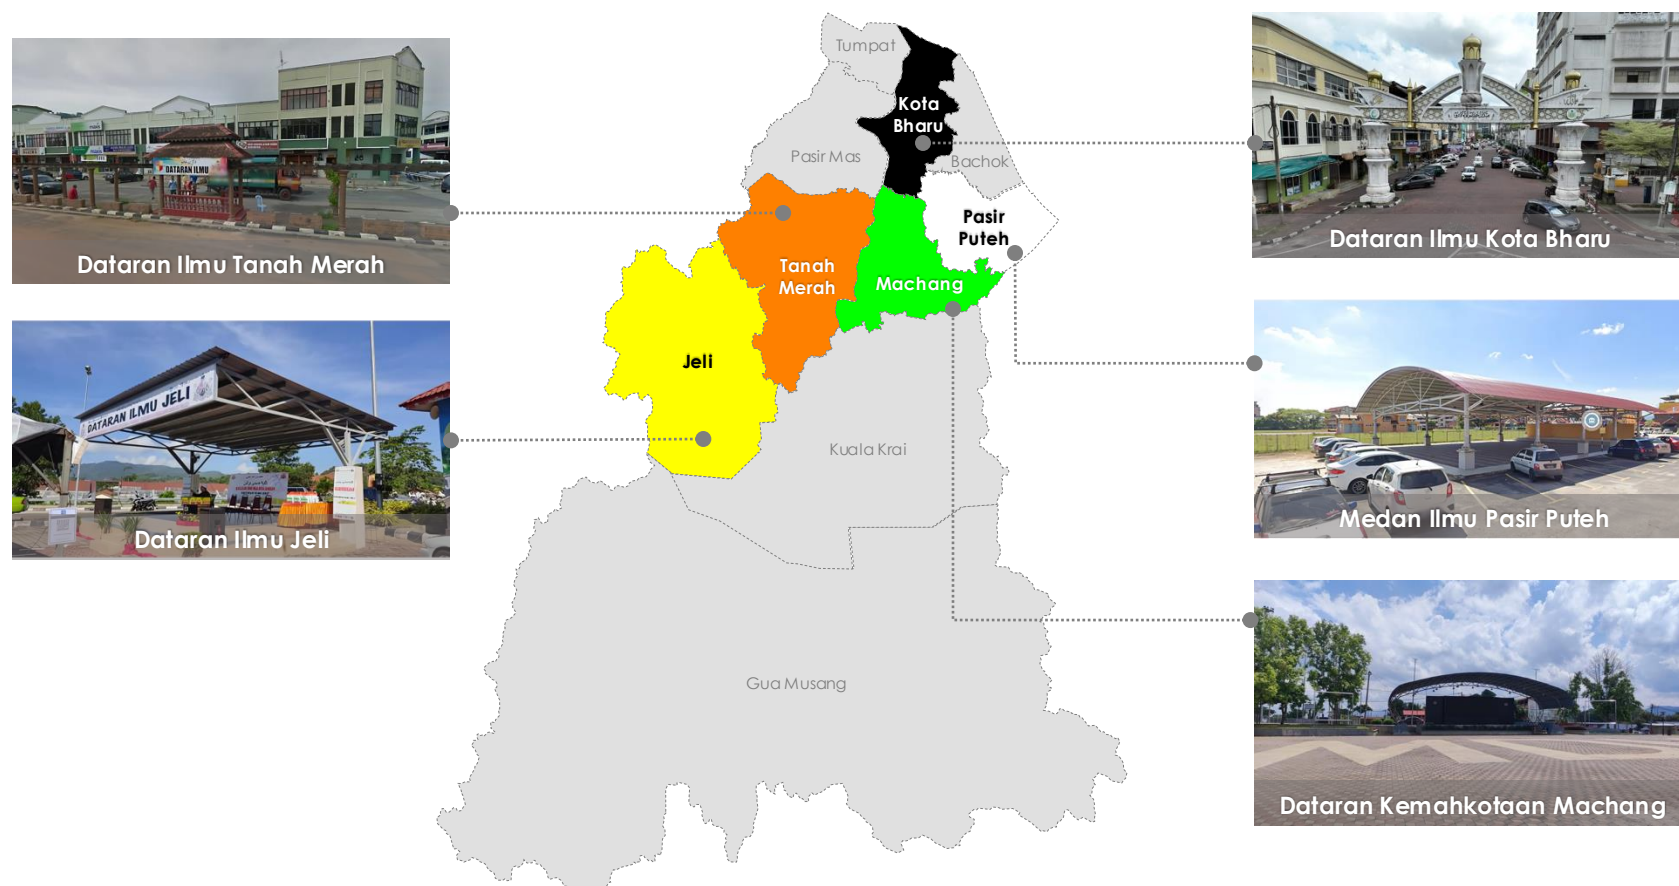 Tumpat
Kota
Bharu
Pasir Mas
Bachok
Pasir
Puteh
Tanah
Merah
Machang
Jeli
Kuala Krai
Gua Musang
DATARAN ILMU
Dataran Ilmu Tanah Merah
DATARAN ILMU JELI
Dataran Ilmu Jeli
Dataran Ilmu Kota Bharu
Medan Ilmu Pasir Puteh
Dataran Kemahkotaan Machang